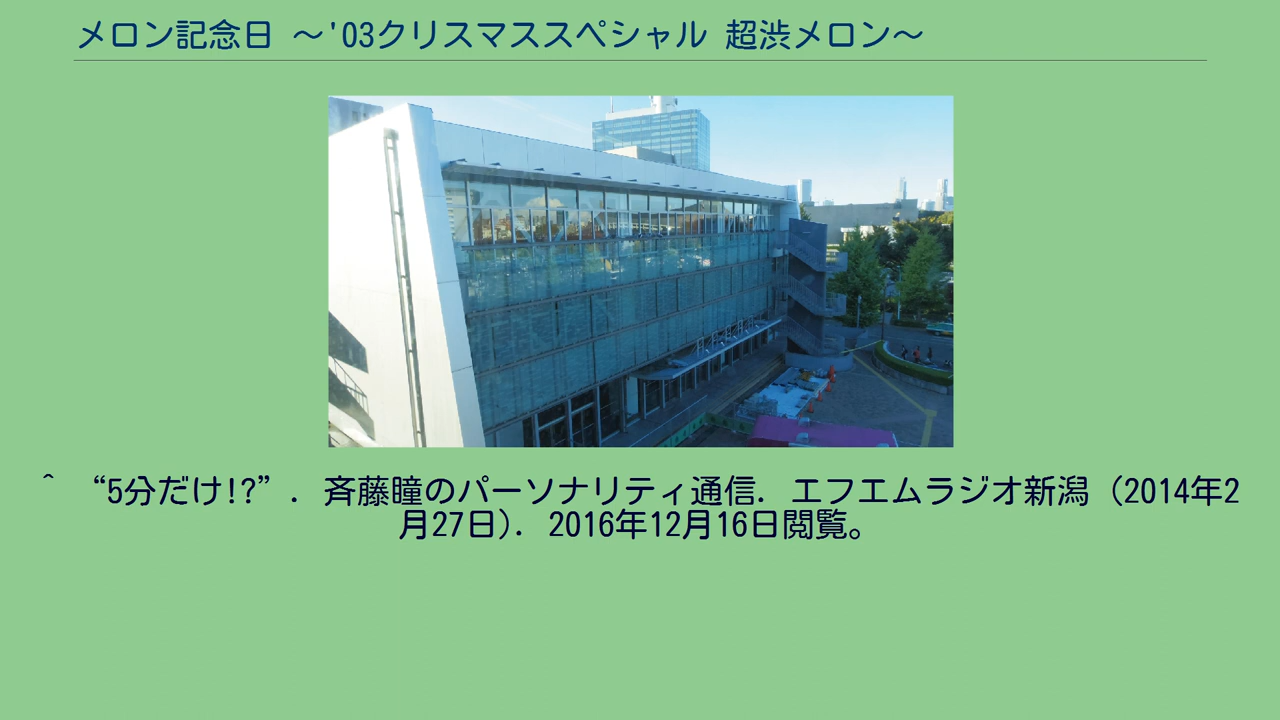 メロン記念日 〜'03クリスマススペシャル 超渋メロン〜
^ “5分だけ!?”. 斉藤瞳のパーソナリティ通信. エフエムラジオ新潟 (2014年2
月27日). 2016年12月16日閲覧。